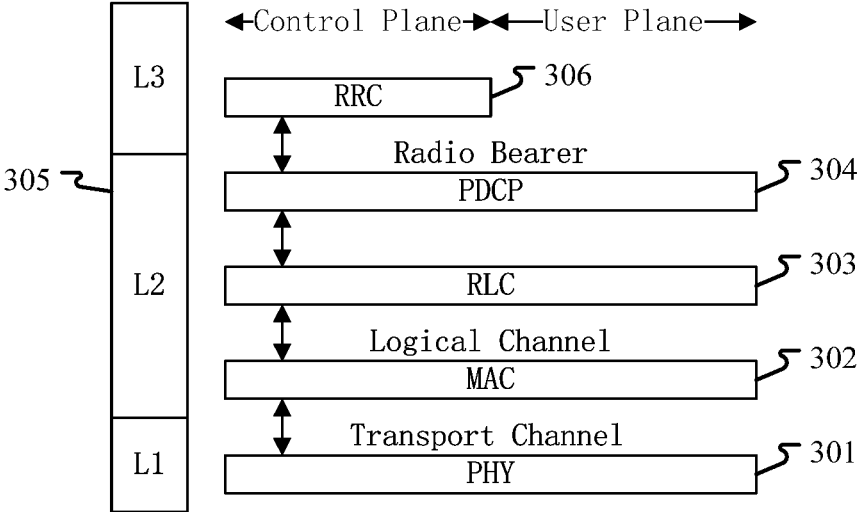 Control Plane User Plane
L3
RRC
306
Radio Bearer
305
304
PDCP
L2
303
RLC
Logical Channel
302
MAC
Transport Channel
L1
301
PHY